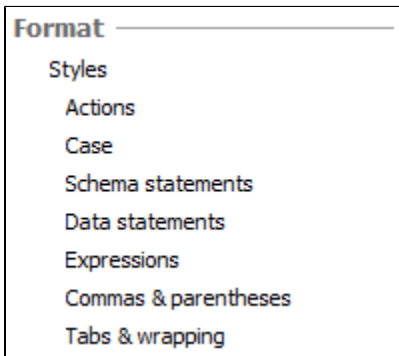 Format
Styles
Actions
Case
Schema statements
Data statements
Expressions
Commas & parentheses
Tabs & wrapping